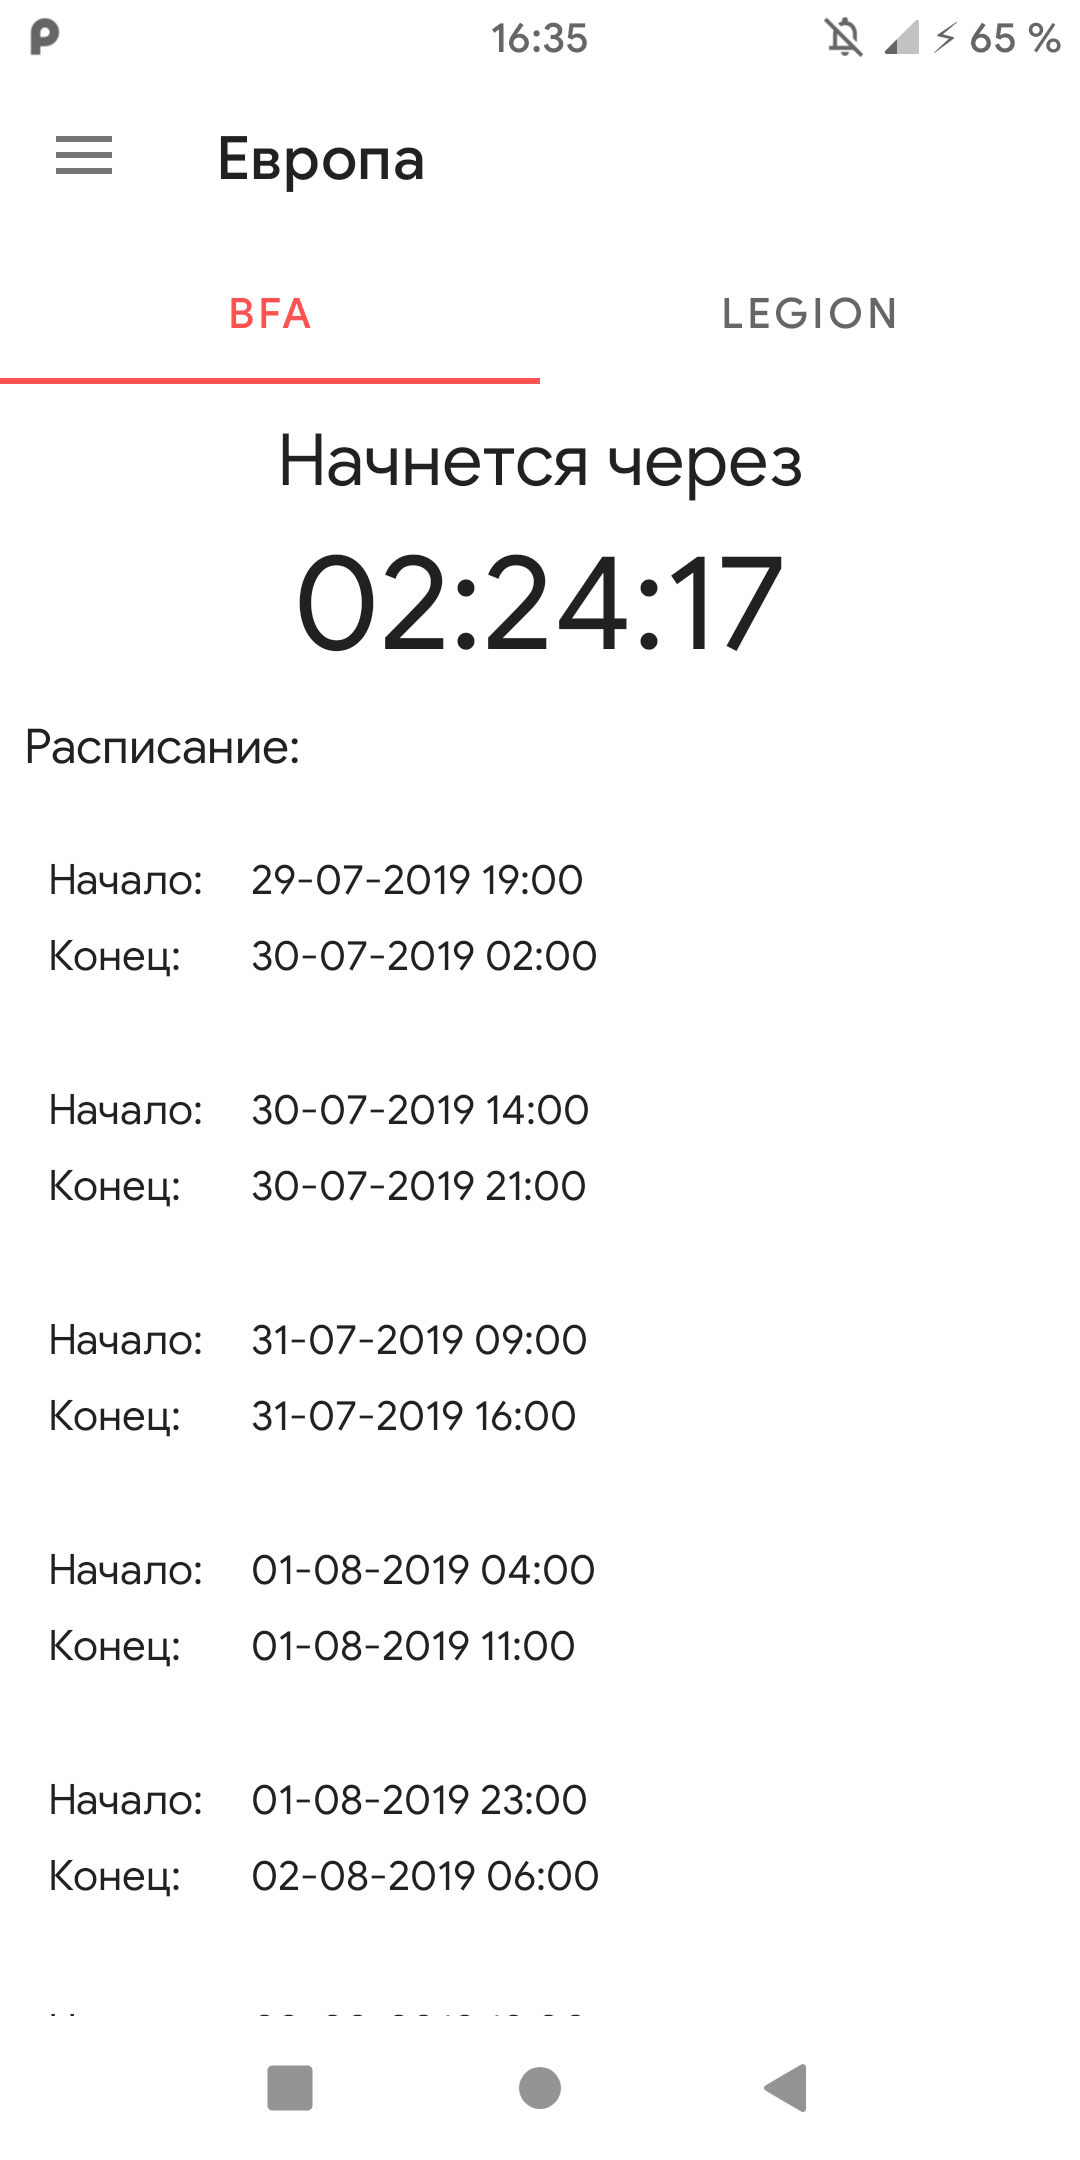 16:35 65 %
Европа
BFA LEGION
Начнется через
02:24:17
Расписание:
Начало: 29-07-2019 19:00
Конец: 30-07-2019 02:00
Начало: 30-07-2019 14:00
Конец: 30-07-2019 21:00
Начало: 31-07-2019 09:00
Конец: 31-07-2019 16:00
Начало: 01-08-2019 04:00
Конец: 01-08-2019 11:00
Начало: 01-08-2019 23:00
Конец: 02-08-2019 06:00